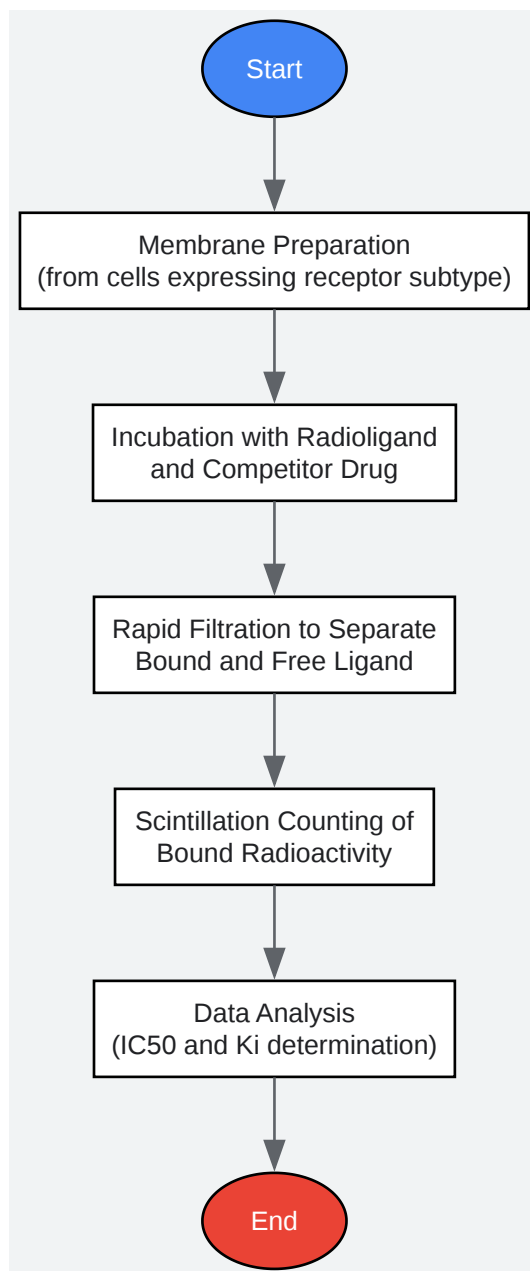 Start
Membrane Preparation
(from cells expressing receptor subtype)
Incubation with Radioligand
and Competitor Drug
Rapid Filtration to Separate
Bound and Free Ligand
Scintillation Counting of
Bound Radioactivity
Data Analysis
(IC50 and Ki determination)
End